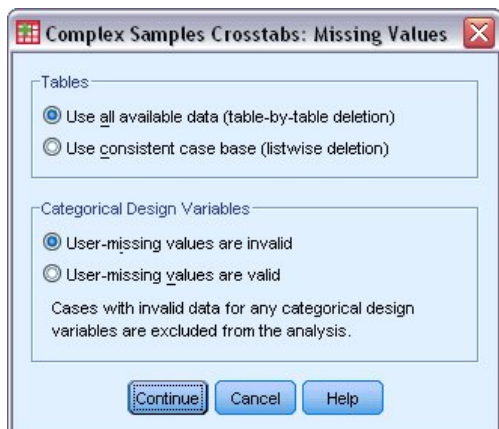 Complex Samples Crosstabs: Missing Values
Tables
Use all available data (table-by-table deletion)
Use consistent case base (listwise deletion)
Categorical Design Variables
User-missing values are invalid
User-missing values are valid
Cases with invalid data for any categorical design
variables are excluded from the analysis.
Continue
Cancel
Help